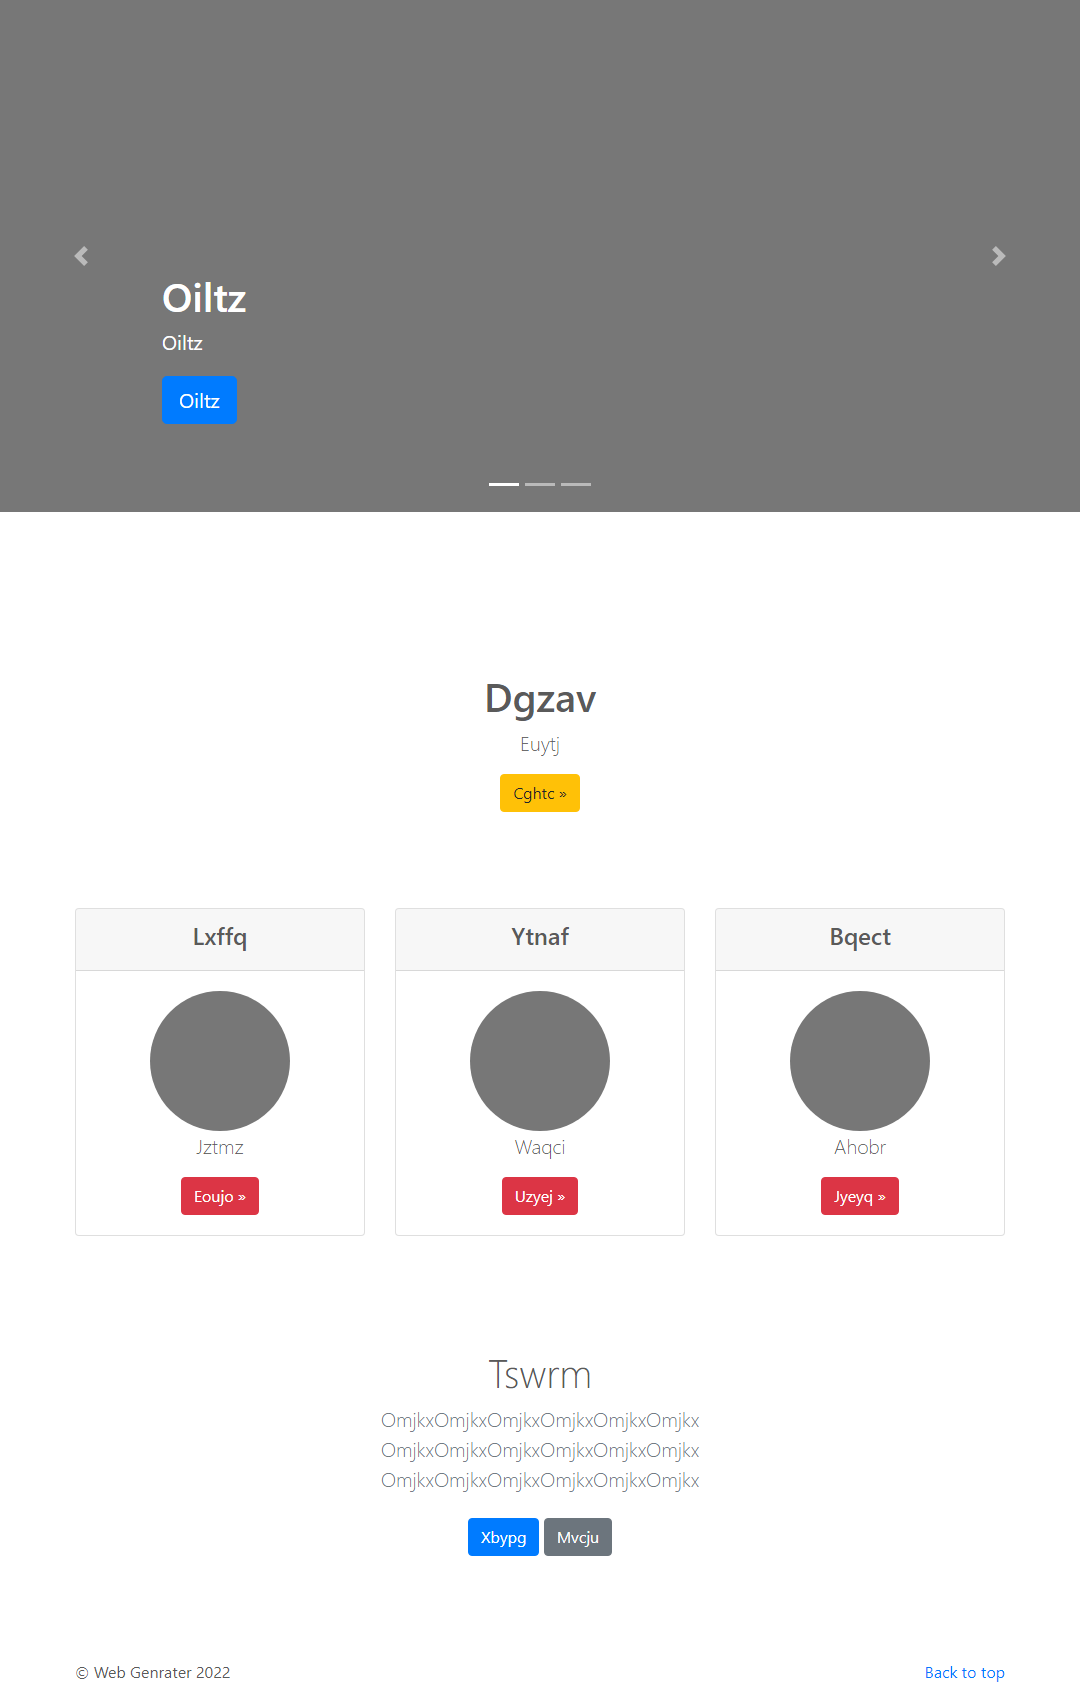 Oiltz
Oiltz
Oiltz
Dgzav
Euytj
Cghtc »
Lxffq
Ytnaf
Bqect
Jztmz
Waqci
Ahobr
Eoujo »
Uzyej »
Jyeyq »
Tswrm
OmjkxOmjkxOmjkxOmjkxOmjkxOmjkx
OmjkxOmjkxOmjkxOmjkxOmjkxOmjkx
OmjkxOmjkxOmjkxOmjkxOmjkxOmjkx
Xbypg
Mvcju
© Web Genrater 2022
Back to top